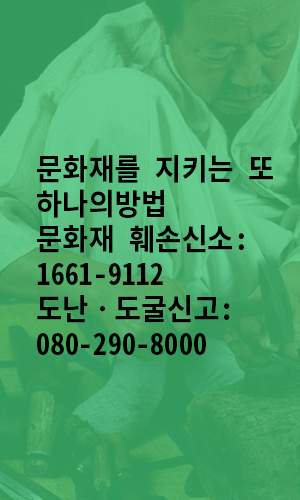 문화재를 지키는 또
하나의방법
문화재 훼손신소:
1661-9112
도난·도굴신고:
080-290-8000